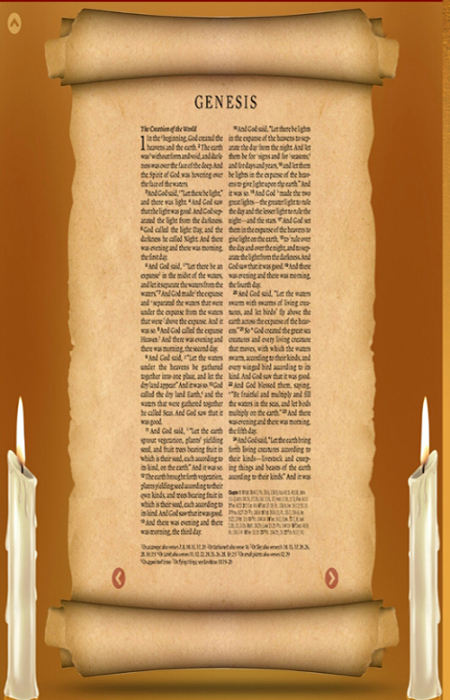 GENESIS
The Creation of the World
1 In the beginning, God created the
heavens and the earth. 2 The earth
was without form and void, and dark-
ness was over the face of the deep. And
the Spirit of God was hovering over
the face of the waters.
3 And God said, "Let there be light,"
and there was light. 4 And God saw
that the light was good. And God sep-
arated the light from the darkness.
5 God called the light Day, and the
darkness he called Night. And there
was evening and there was morning,
the first day.
6 And God said, "Let there be an
expanse in the midst of the waters,
and let it separate the waters from the
waters." 7 And God made the expanse
and separated the waters that were
under the expanse from the waters
that were above the expanse. And it
was so. 8 And God called the expanse
Heaven. And there was evening and
there was morning, the second day.
9 And God said, "Let the waters
under the heavens be gathered
together into one place, and let the
dry land appear." And it was so. 10 God
called the dry land Earth, and the
waters that were gathered together
he called Seas. And God saw that it
was good.
11 And God said, "Let the earth
sprout vegetation, plants yielding
seed, and fruit trees bearing fruit in
which is their seed, each according to
its kind, on the earth." And it was so.
12 The earth brought forth vegetation,
plants yielding seed according to their
own kinds, and trees bearing fruit in
which is their seed, each according to
its kind. And God saw that it was good.
13 And there was evening and there
was morning, the third day.
14 And God said, "Let there be lights
in the expanse of the heavens to sep-
arate the day from the night. And let
them be for signs and for seasons,
and for days and years, 15 and let them
be lights in the expanse of the heav-
ens to give light upon the earth." And
it was so. 16 And God made the two
great lights—the greater light to rule
the day and the lesser light to rule the
night—and the stars. 17 And God set
them in the expanse of the heavens to
give light on the earth, 18 to rule over
the day and over the night, and to sep-
arate the light from the darkness. And
God saw that it was good. 19 And there
was evening and there was morning,
the fourth day.
20 And God said, "Let the waters
swarm with swarms of living crea-
tures, and let birds fly above the
earth across the expanse of the heav-
ens." 21 So God created the great sea
creatures and every living creature
that moves, with which the waters
swarm, according to their kinds, and
every winged bird according to its
kind. And God saw that it was good.
22 And God blessed them, saying,
"Be fruitful and multiply and fill
the waters in the seas, and let birds
multiply on the earth." 23 And there
was evening and there was morning,
the fifth day.
24 And God said, "Let the earth bring
forth living creatures according to
their kinds—livestock and creep-
ing things and beasts of the earth
according to their kinds." And it was